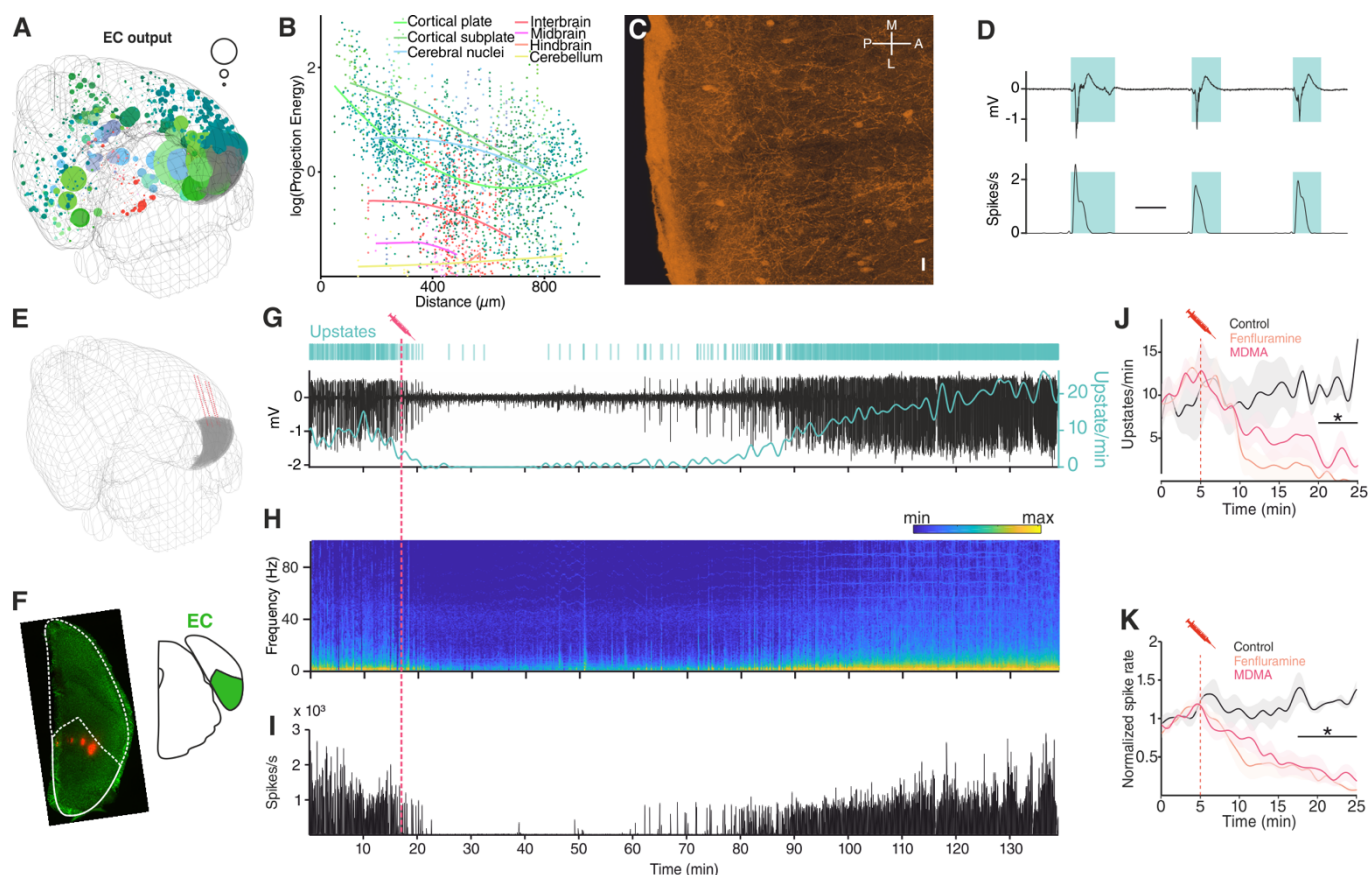 A
EC output
B
Cortical plate
Cortical subplate
Cerebral nuclei
Interbrain
Midbrain
Hindbrain
Cerebellum
log(Projection Energy)
2
0
0
400
800
Distance (µm)
C
M
P
A
L
D
mV
0
-1
Spikes/s
2
0
E
F
EC
G
Upstates
mV
0
-1
-2
20
10
0
Upstate/min
H
min
max
Frequency (Hz)
80
40
0
I
x 10³
Spikes/s
3
2
1
10 20 30 40 50 60 70 80 90 100 110 120 130
Time (min)
J
Control
Fenfluramine
MDMA
Upstates/min
15
10
5
*
0 5 10 15 20 25
Time (min)
K
Control
Fenfluramine
MDMA
Normalized spike rate
2
1.5
1
0.5
*
0 5 10 15 20 25
Time (min)